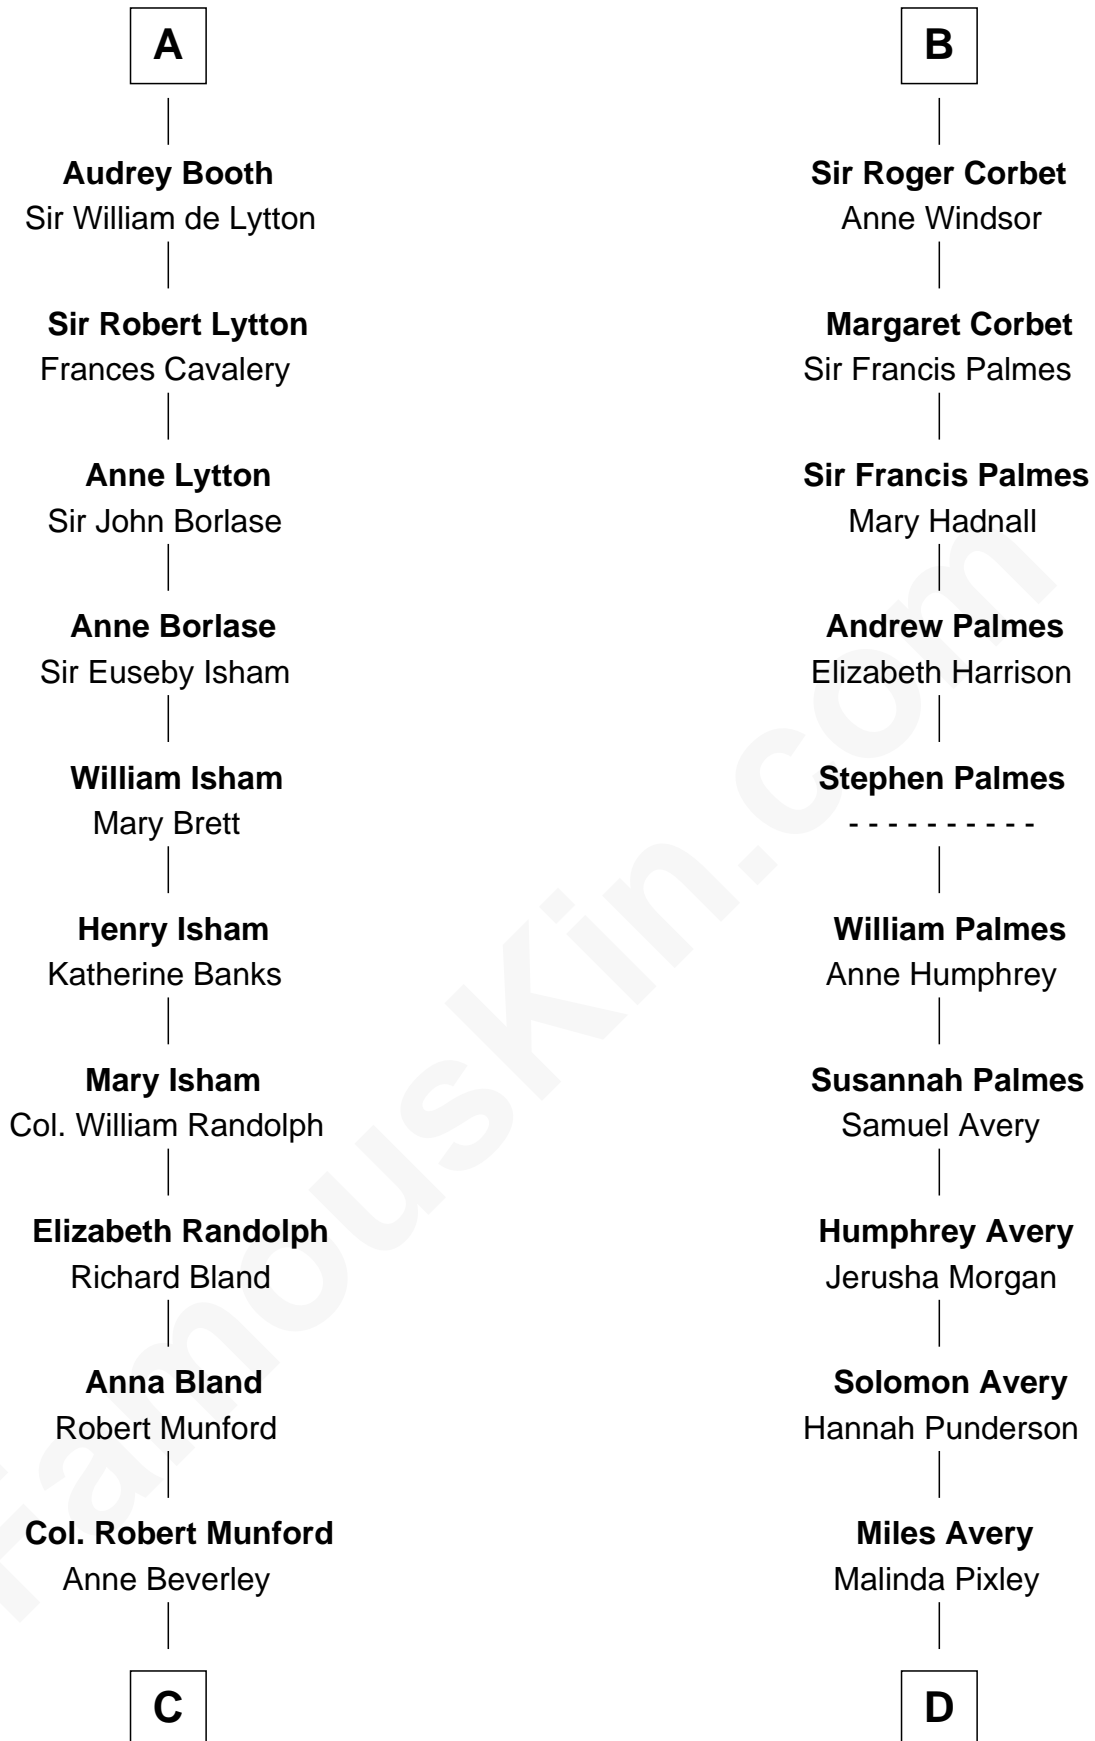 A
Audrey Booth
Sir William de Lytton
Sir Robert Lytton
Frances Cavalery
Anne Lytton
Sir John Borlase
Anne Borlase
Sir Euseby Isham
William Isham
Mary Brett
Henry Isham
Katherine Banks
Mary Isham
Col. William Randolph
Elizabeth Randolph
Richard Bland
Anna Bland
Robert Munford
Col. Robert Munford
Anne Beverley
C
B
Sir Roger Corbet
Anne Windsor
Margaret Corbet
Sir Francis Palmes
Sir Francis Palmes
Mary Hadnall
Andrew Palmes
Elizabeth Harrison
Stephen Palmes
- - - - - - - - - -
William Palmes
Anne Humphrey
Susannah Palmes
Samuel Avery
Humphrey Avery
Jerusha Morgan
Solomon Avery
Hannah Punderson
Miles Avery
Malinda Pixley
D
FamousKin.com